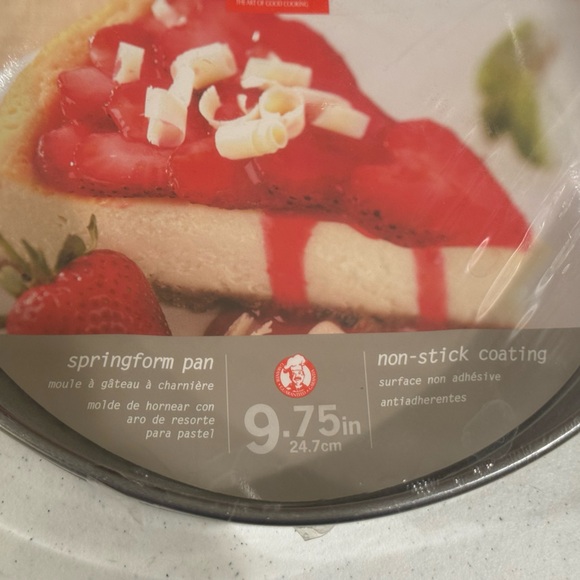 THE ART OF GOOD COOKING
springform pan
moule à gâteau à charnière
molde de hornear con
aro de resorte
para pastel
9.75in
24.7cm
non-stick coating
surface non adhésive
antiadherentes